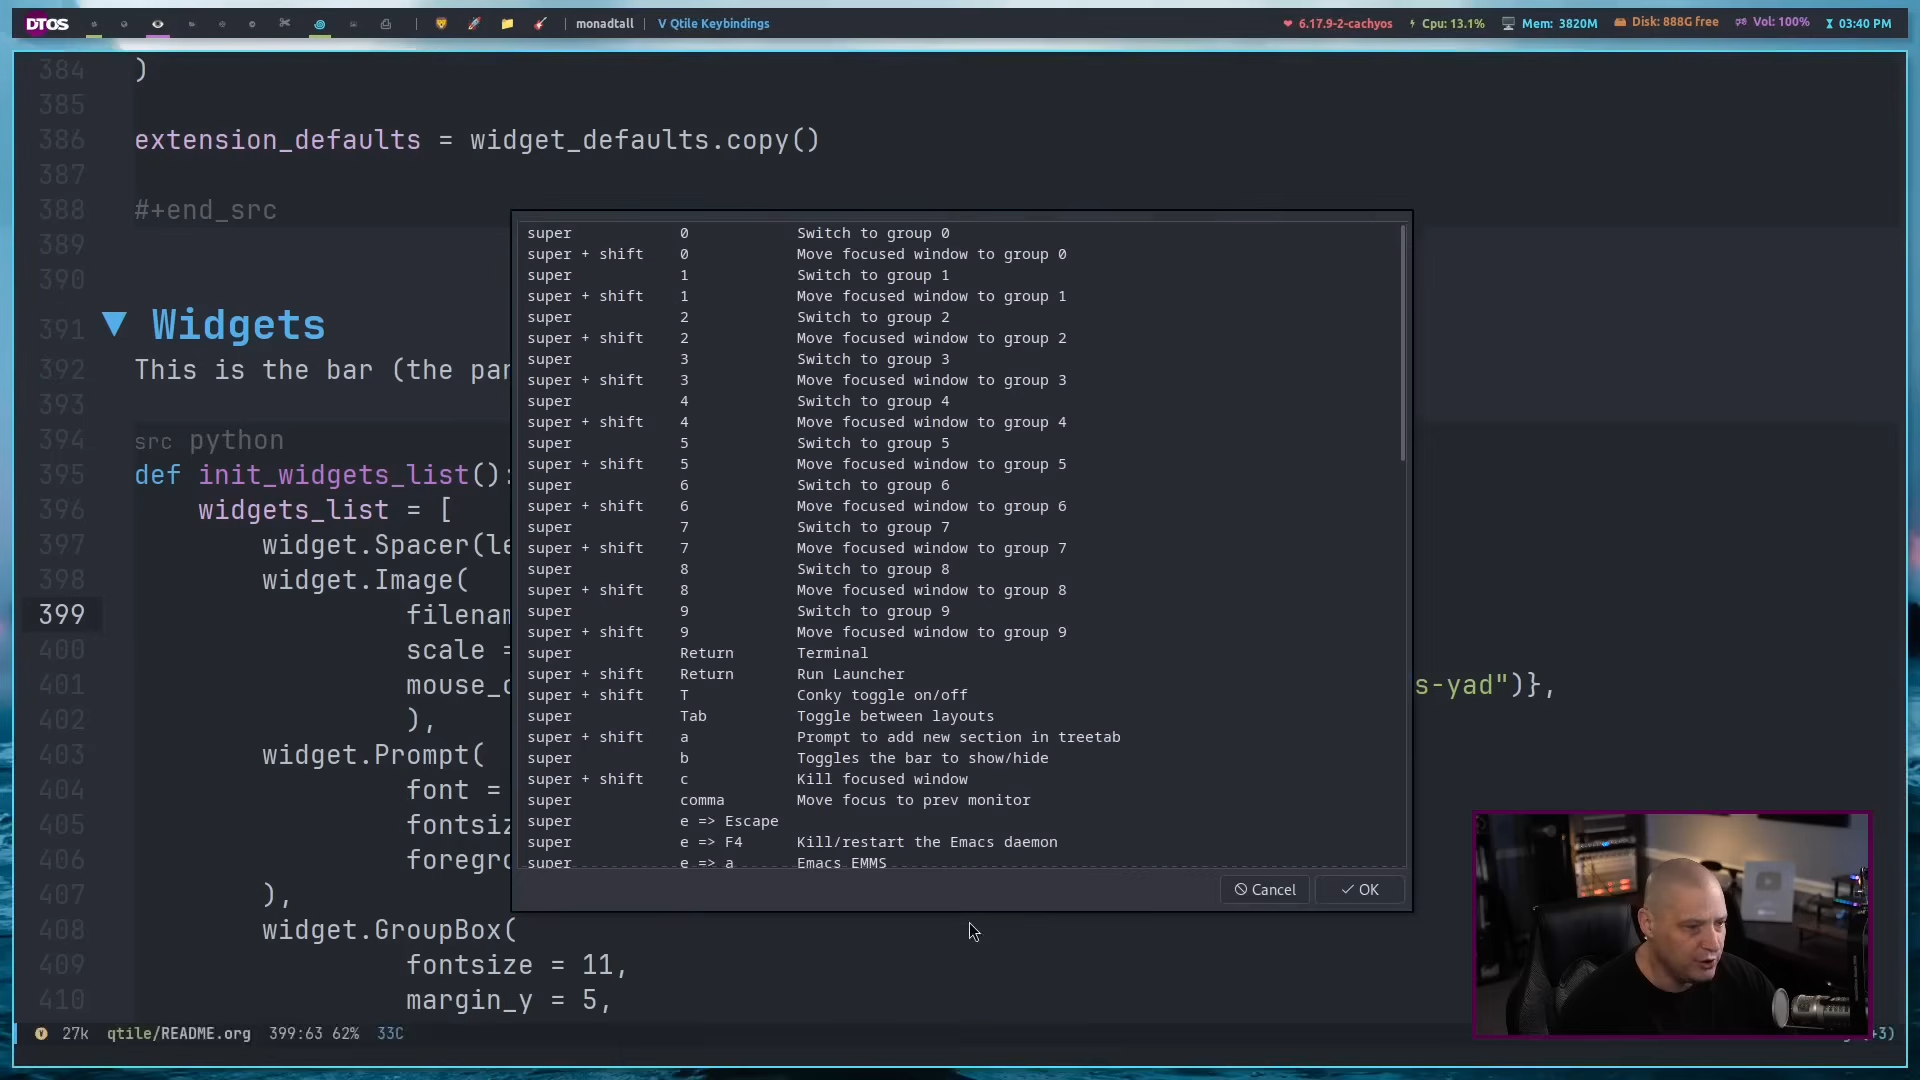 DTOS monadtall V Qtile Keybindings 6.17.9-2-cachyos Cpu: 13.1% Mem: 3820M Disk: 888G free Vol: 100% 03:40 PM
384 )
385
386 extension_defaults = widget_defaults.copy()
387
388 #+end_src
389
390
391 ▼ Widgets
392 This is the bar (the
393
394 src python
395 def init_widgets_list():
396 widgets_list = [
397 widget.Spacer(
398 widget.Image(
399
400 scale =
401 s-yad")},
402 ),
403 widget.Prompt(
404 font =
405
406
407 ),
408 widget.GroupBox(
409 fontsize = 11,
410 margin_y = 5,
super 0 Switch to group 0
super + shift 0 Move focused window to group 0
super 1 Switch to group 1
super + shift 1 Move focused window to group 1
super 2 Switch to group 2
super + shift 2 Move focused window to group 2
super 3 Switch to group 3
super + shift 3 Move focused window to group 3
super 4 Switch to group 4
super + shift 4 Move focused window to group 4
super 5 Switch to group 5
super + shift 5 Move focused window to group 5
super 6 Switch to group 6
super + shift 6 Move focused window to group 6
super 7 Switch to group 7
super + shift 7 Move focused window to group 7
super 8 Switch to group 8
super + shift 8 Move focused window to group 8
super 9 Switch to group 9
super + shift 9 Move focused window to group 9
super Return Terminal
super + shift Return Run Launcher
super + shift T Conky toggle on/off
super Tab Toggle between layouts
super + shift a Prompt to add new section in treetab
super b Toggles the bar to show/hide
super + shift c Kill focused window
super comma Move focus to prev monitor
super e => Escape
super e => F4 Kill/restart the Emacs daemon
super e => a Emacs EMMS
Cancel OK
27k qtile/README.org 399:63 62% 33C +3)